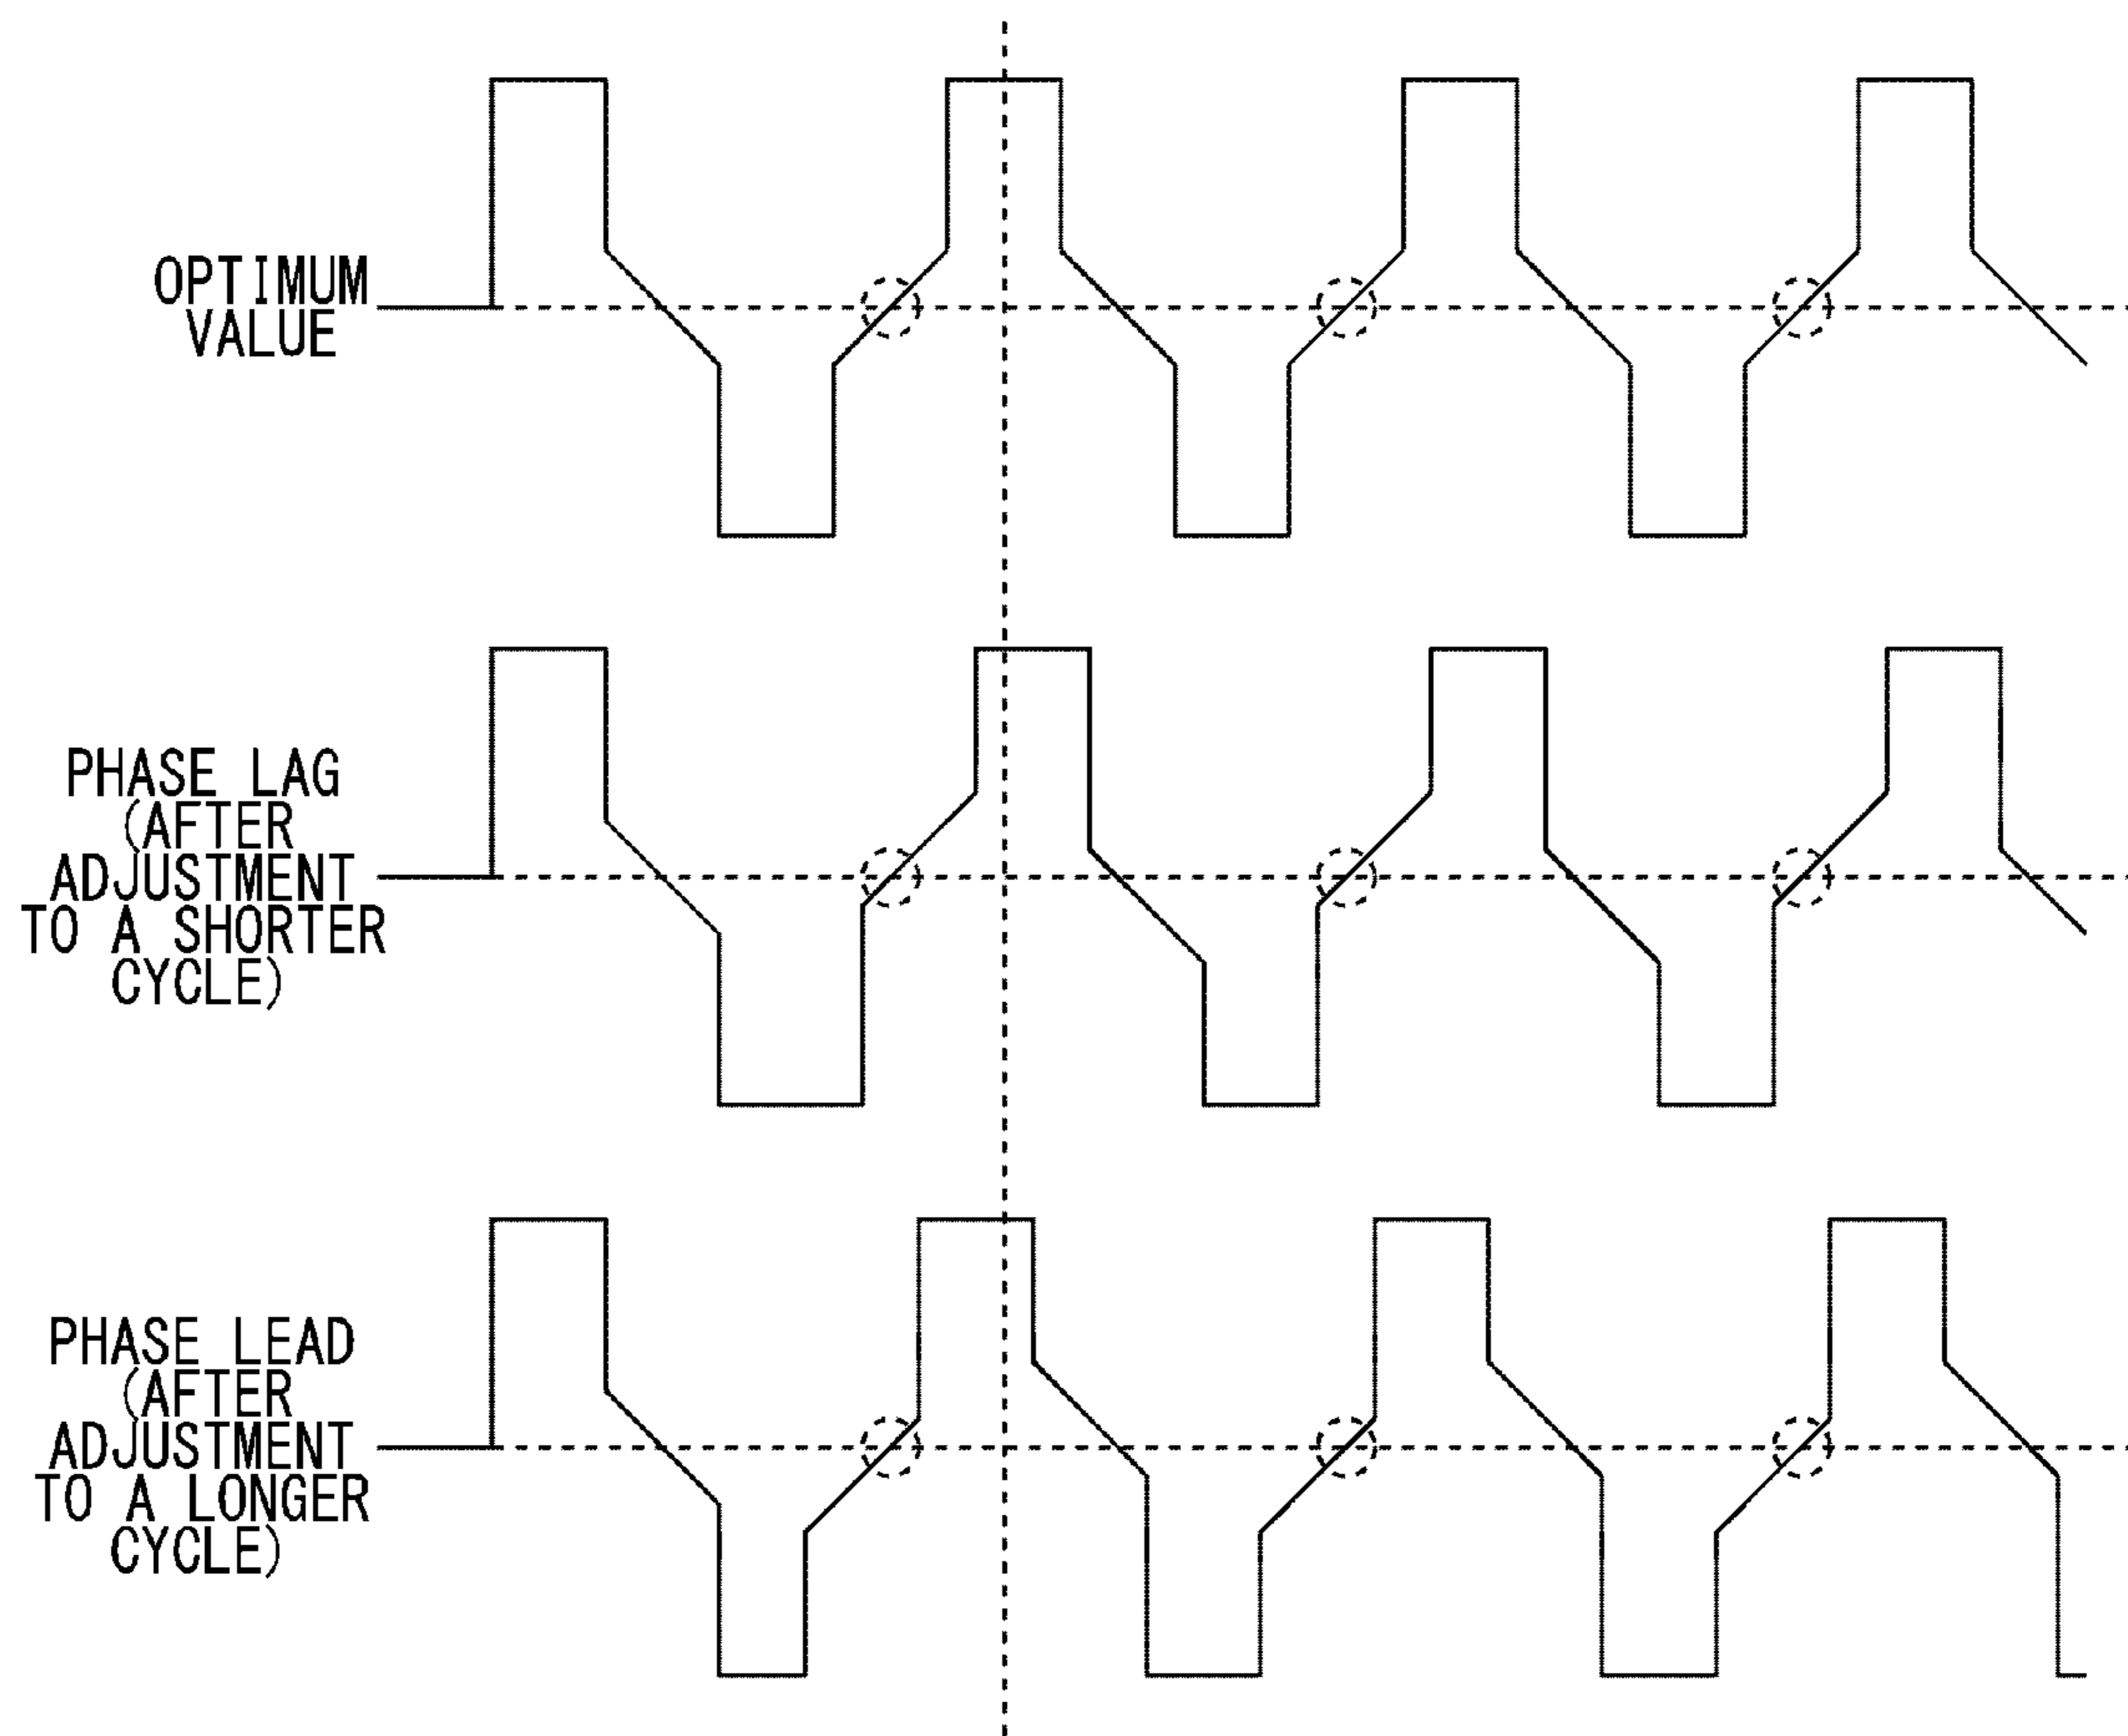 OPTIMUM
VALUE
PHASE LAG
(AFTER
ADJUSTMENT
TO A SHORTER
CYCLE)
PHASE LEAD
(AFTER
ADJUSTMENT
TO A LONGER
CYCLE)